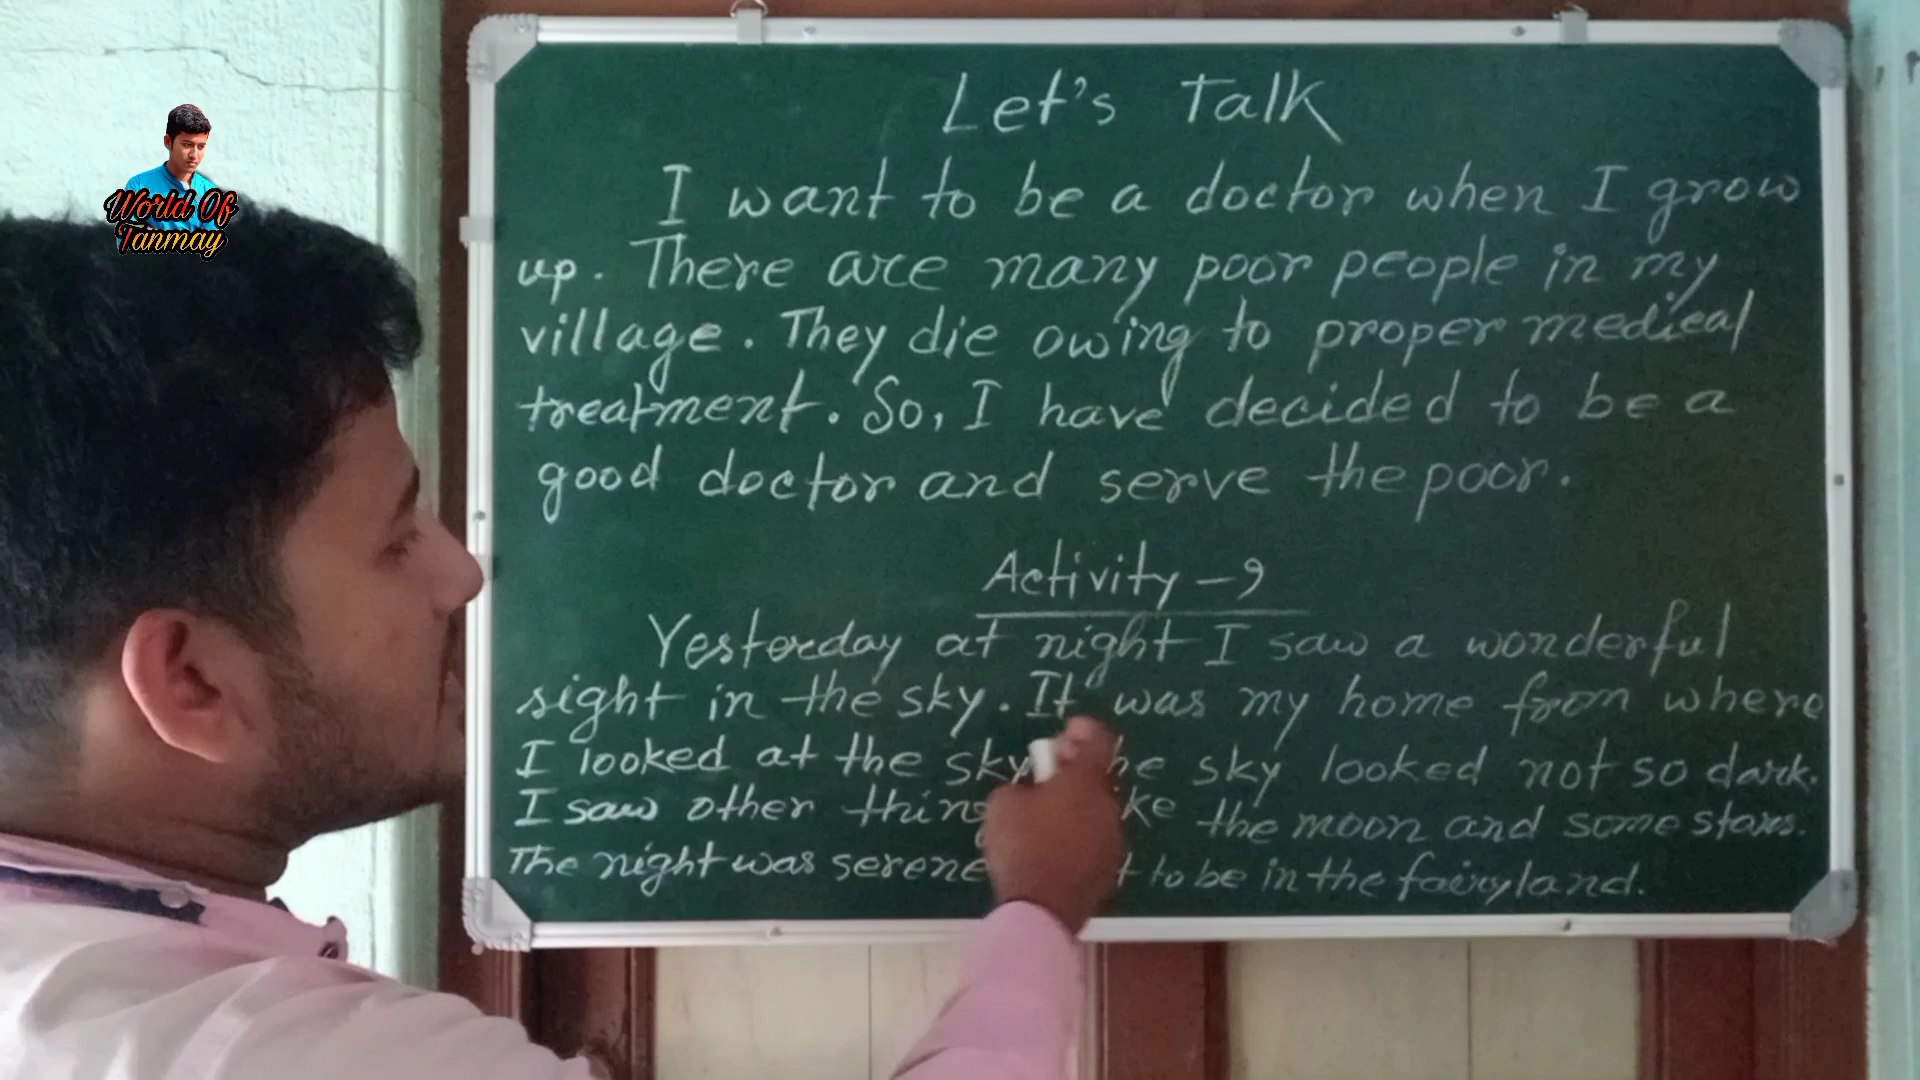 World Of
Tanmay
Let's Talk
I want to be a doctor when I grow
up. There are many poor people in my
village. They die owing to proper medical
treatment. So, I have decided to be a
good doctor and serve the poor.
Activity - 9
Yesterday at night I saw a wonderful
sight in the sky. It was my home from where
I looked at the sky sky looked not so dark.
I saw other the moon and some stars.
The night was serene to be in the fairyland.